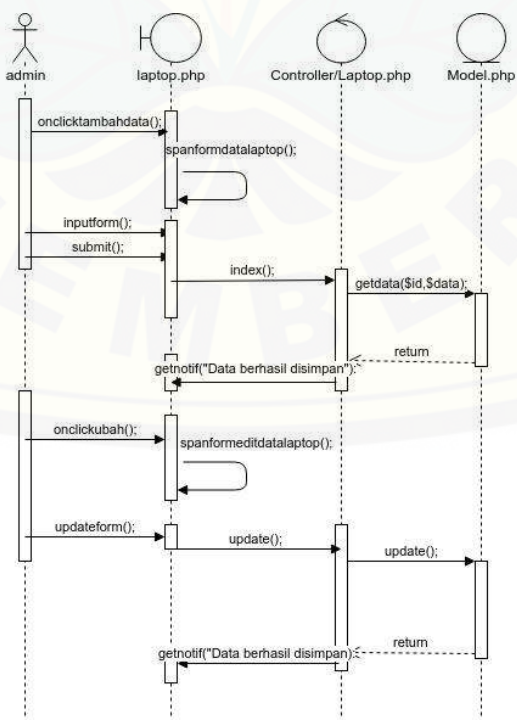 admin
laptop.php
Controller/Laptop.php
Model.php
onclicktambahdata();
spanformdatalaptop();
inputform();
submit();
index();
getdata($id,$data);
return
getnotif("Data berhasil disimpan");
onclickubah();
spanformeditdatalaptop();
updateform();
update();
update();
return
getnotif("Data berhasil disimpan);
EMBER